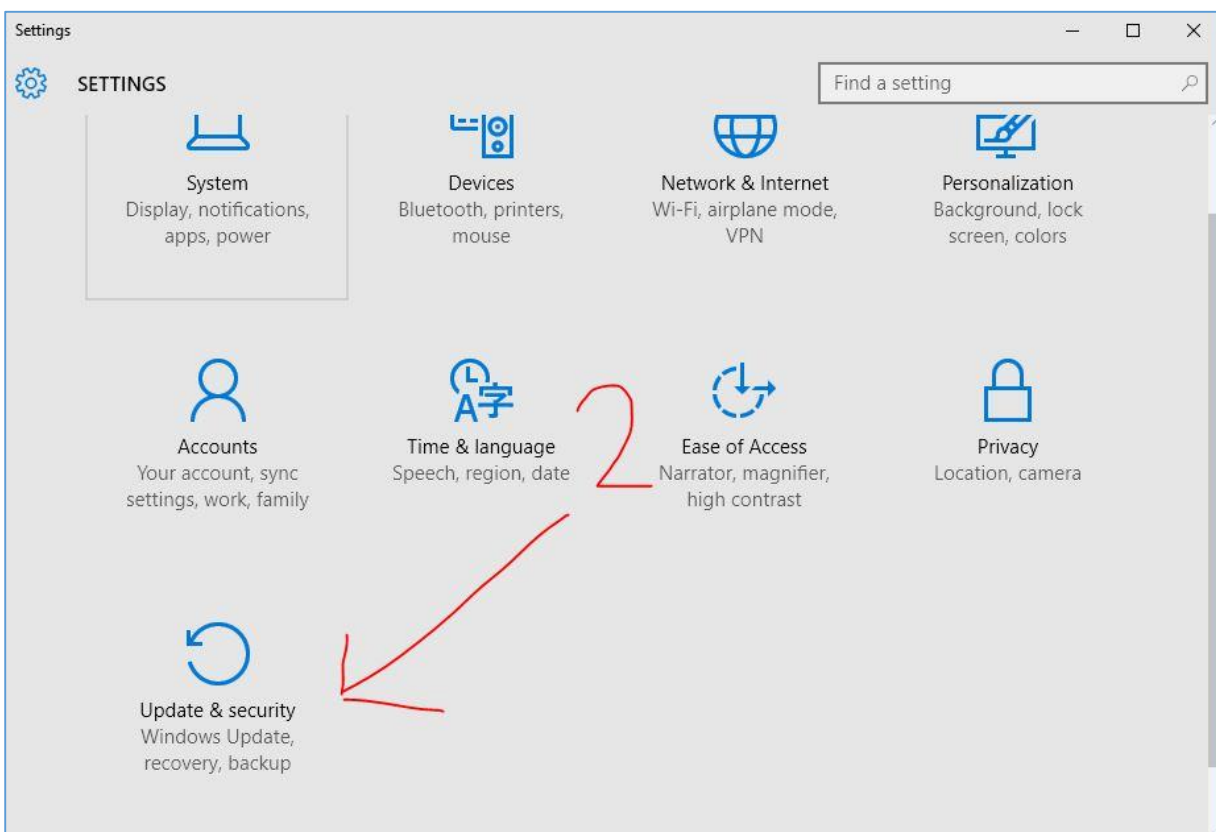 Settings
SETTINGS
Find a setting
System
Display, notifications,
apps, power
Devices
Bluetooth, printers,
mouse
Network & Internet
Wi-Fi, airplane mode,
VPN
Personalization
Background, lock
screen, colors
Accounts
Your account, sync
settings, work, family
Time & language
Speech, region, date
2
Ease of Access
Narrator, magnifier,
high contrast
Privacy
Location, camera
Update & security
Windows Update,
recovery, backup